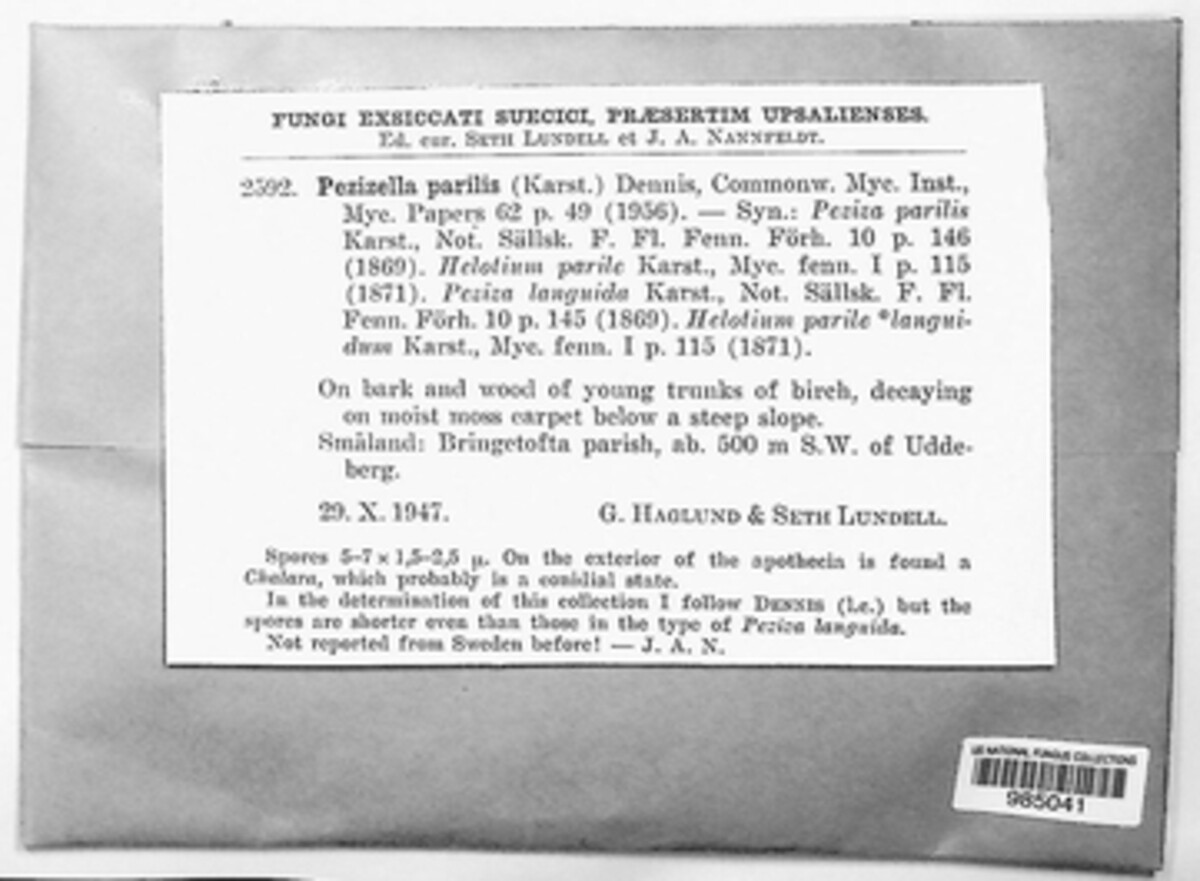 FUNGI EXSICCATI SUECICI, PRÆSERTIM UPSALIENSES.
Ed. cur. SETH LUNDELL et J. A. NANNFELDT.
2592. Pezizella parilis (Karst.) Dennis, Commonw. Myc. Inst.,
Myc. Papers 62 p. 49 (1956). — Syn.: Peziza parilis
Karst., Not. Sällsk. F. Fl. Fenn. Förh. 10 p. 146
(1869). Helotium parile Karst., Myc. fenn. I p. 115
(1871). Peziza languida Karst., Not. Sällsk. F. Fl.
Fenn. Förh. 10 p. 145 (1869). Helotium parile *langui-
dum Karst., Myc. fenn. I p. 115 (1871).
On bark and wood of young trunks of birch, decaying
on moist moss carpet below a steep slope.
Småland: Bringetofta parish, ab. 500 m S.W. of Udde-
berg.
29. X. 1947. G. HAGLUND & SETH LUNDELL.
Spores 5–7 × 1,5–2,5 µ. On the exterior of the apothecia is found a
Chalara, which probably is a conidial state.
In the determination of this collection I follow DENNIS (l.c.) but the
spores are shorter even than those in the type of Peziza languida.
Not reported from Sweden before! — J. A. N.
US NATIONAL FUNGUS COLLECTIONS
985041